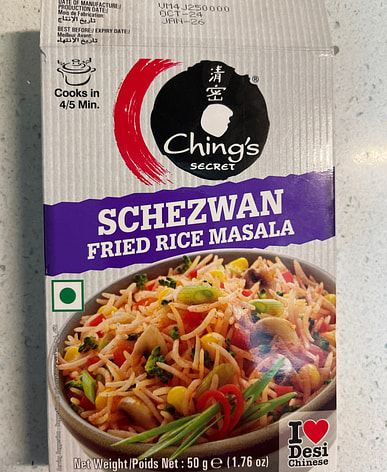 DATE OF MANUFACTURE/
PRODUCTION DATE/
Mois de Fabrication:
تاريخ الإنتاج
VM4J250000
OCT-24
JAN-26
BEST BEFORE / EXPIRY DATE/
Meilleur Avant:
تاريخ الانتهاء
Cooks in
4/5 Min.
清
密
®
Ching's
SECRET
SCHEZWAN
FRIED RICE MASALA
Net Weight/Poids Net : 50 g e (1.76 oz)
I ♥
Desi
Chinese